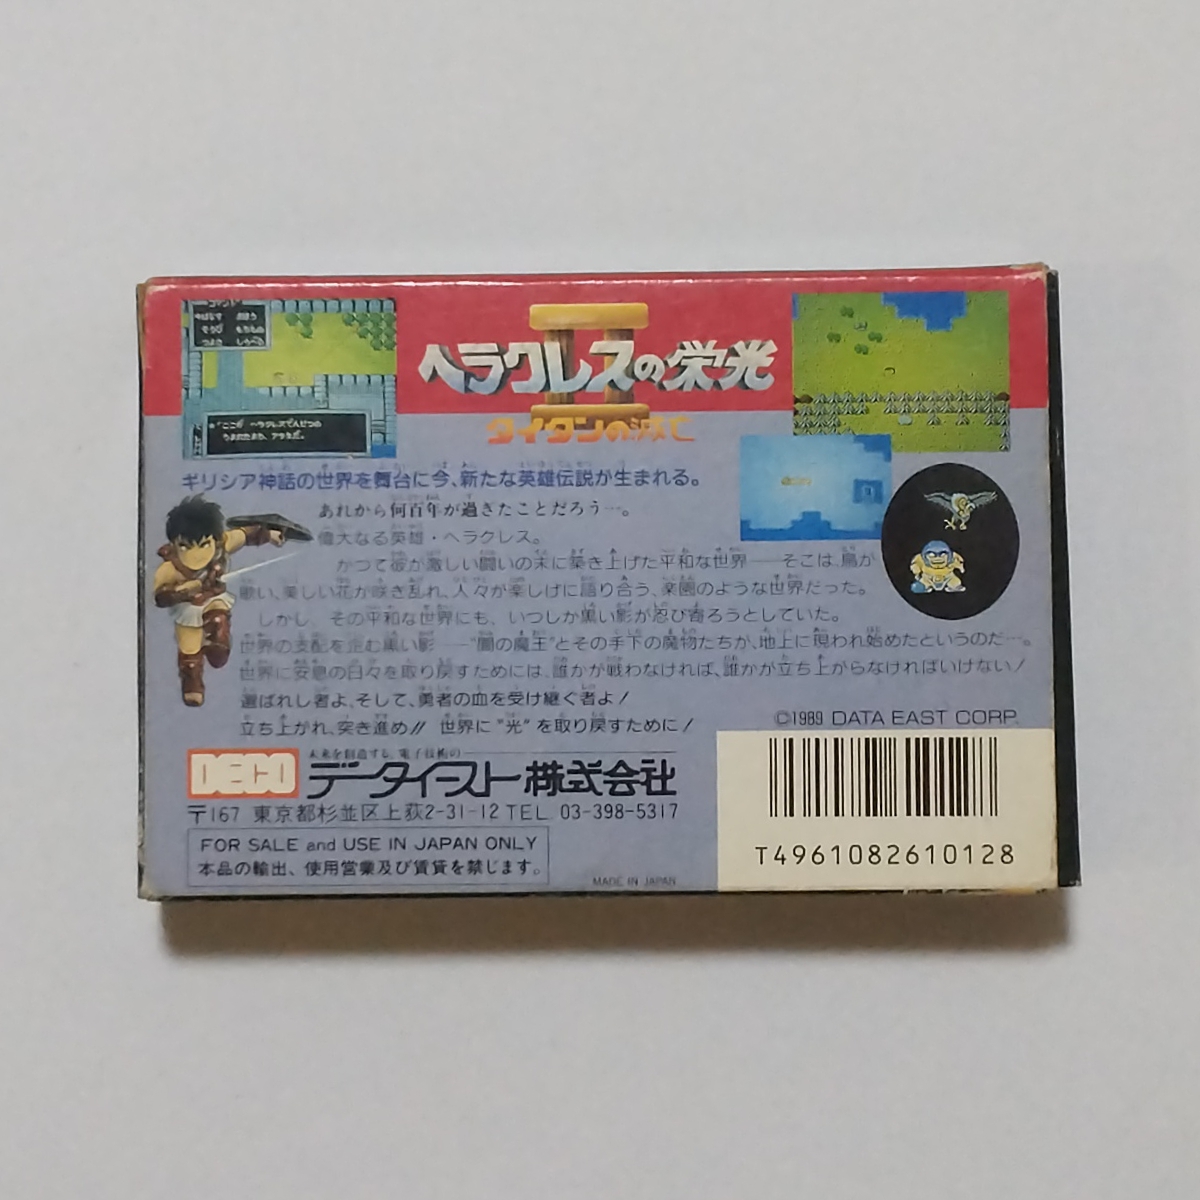 ヘラクレスの栄光
II
タイタンの滅亡
ギリシア神話の世界を舞台に今、新たな英雄伝説が生まれる。
あれから何百年が過ぎたことだろう…。
偉大なる英雄・ヘラクレス。
かつて彼が激しい闘いの末に築き上げた平和な世界——そこは、鳥が
歌い、美しい花が咲き乱れ、人々が楽しげに語り合う、楽園のような世界だった。
しかし、その平和な世界にも、いつしか黒い影が忍び寄ろうとしていた。
世界の支配を企む黒い影——"闇の魔王"とその手下の魔物たちが、地上に現われ始めたというのだ…。
世界に安息の日々を取り戻すためには、誰かが戦わなければ、誰かが立ち上がらなければいけない!
選ばれし者よ、そして、勇者の血を受け継ぐ者よ!
立ち上がれ、突き進め!! 世界に"光"を取り戻すために!
©1989 DATA EAST CORP.
DECO
未来を創造する、電子技術の
データイースト株式会社
〒167 東京都杉並区上荻2-31-12 TEL 03-398-5317
FOR SALE and USE IN JAPAN ONLY
本品の輸出、使用営業及び賃貸を禁じます。
MADE IN JAPAN
T4961082610128